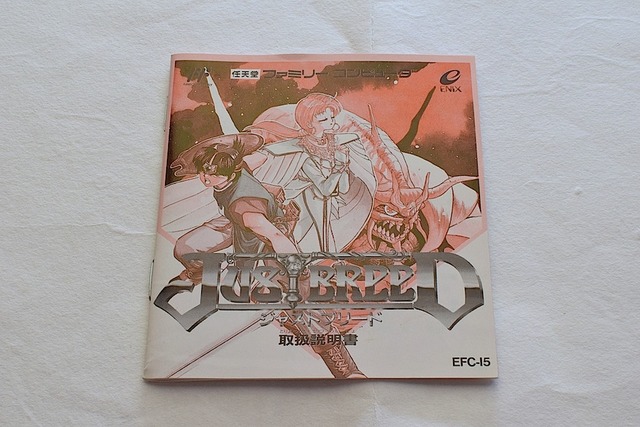 任天堂 ファミリーコンピュータ
ENIX
JUST BREED
ジャストブリード
取扱説明書
EFC-I5